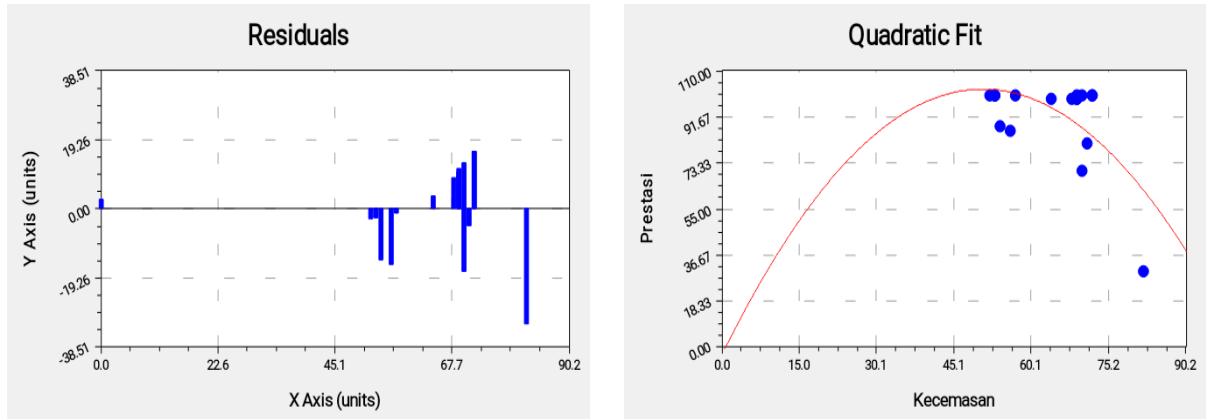 Residuals
38.51
19.26
0.00
-19.26
-38.51
Y Axis (units)
0.0 22.6 45.1 67.7 90.2
X Axis (units)
Quadratic Fit
110.00
91.67
73.33
55.00
36.67
18.33
0.00
Prestasi
0.0 15.0 30.1 45.1 60.1 75.2 90.2
Kecemasan